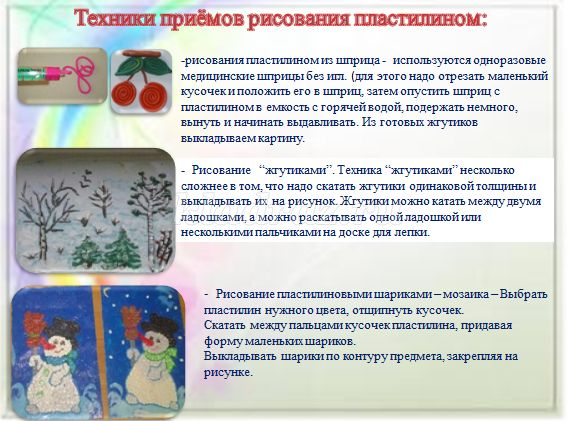 Техники приёмов рисования пластилином:
-рисования пластилином из шприца - используются одноразовые
медицинские шприцы без игл. (для этого надо отрезать маленький
кусочек и положить его в шприц, затем опустить шприц с
пластилином в емкость с горячей водой, подержать немного,
вынуть и начинать выдавливать. Из готовых жгутиков
выкладываем картину.
- Рисование “жгутиками”. Техника “жгутиками” несколько
сложнее в том, что надо скатать жгутики одинаковой толщины и
выкладывать их на рисунок. Жгутики можно катать между двумя
ладошками, а можно раскатывать одной ладошкой или
несколькими пальчиками на доске для лепки.
- Рисование пластилиновыми шариками – мозаика – Выбрать
пластилин нужного цвета, отщипнуть кусочек.
Скатать между пальцами кусочек пластилина, придавая
форму маленьких шариков.
Выкладывать шарики по контуру предмета, закрепляя на
рисунке.